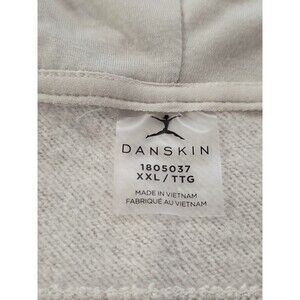 DANSKIN
1805037
XXL / TTG
MADE IN VIETNAM
FABRIQUÉ AU VIETNAM